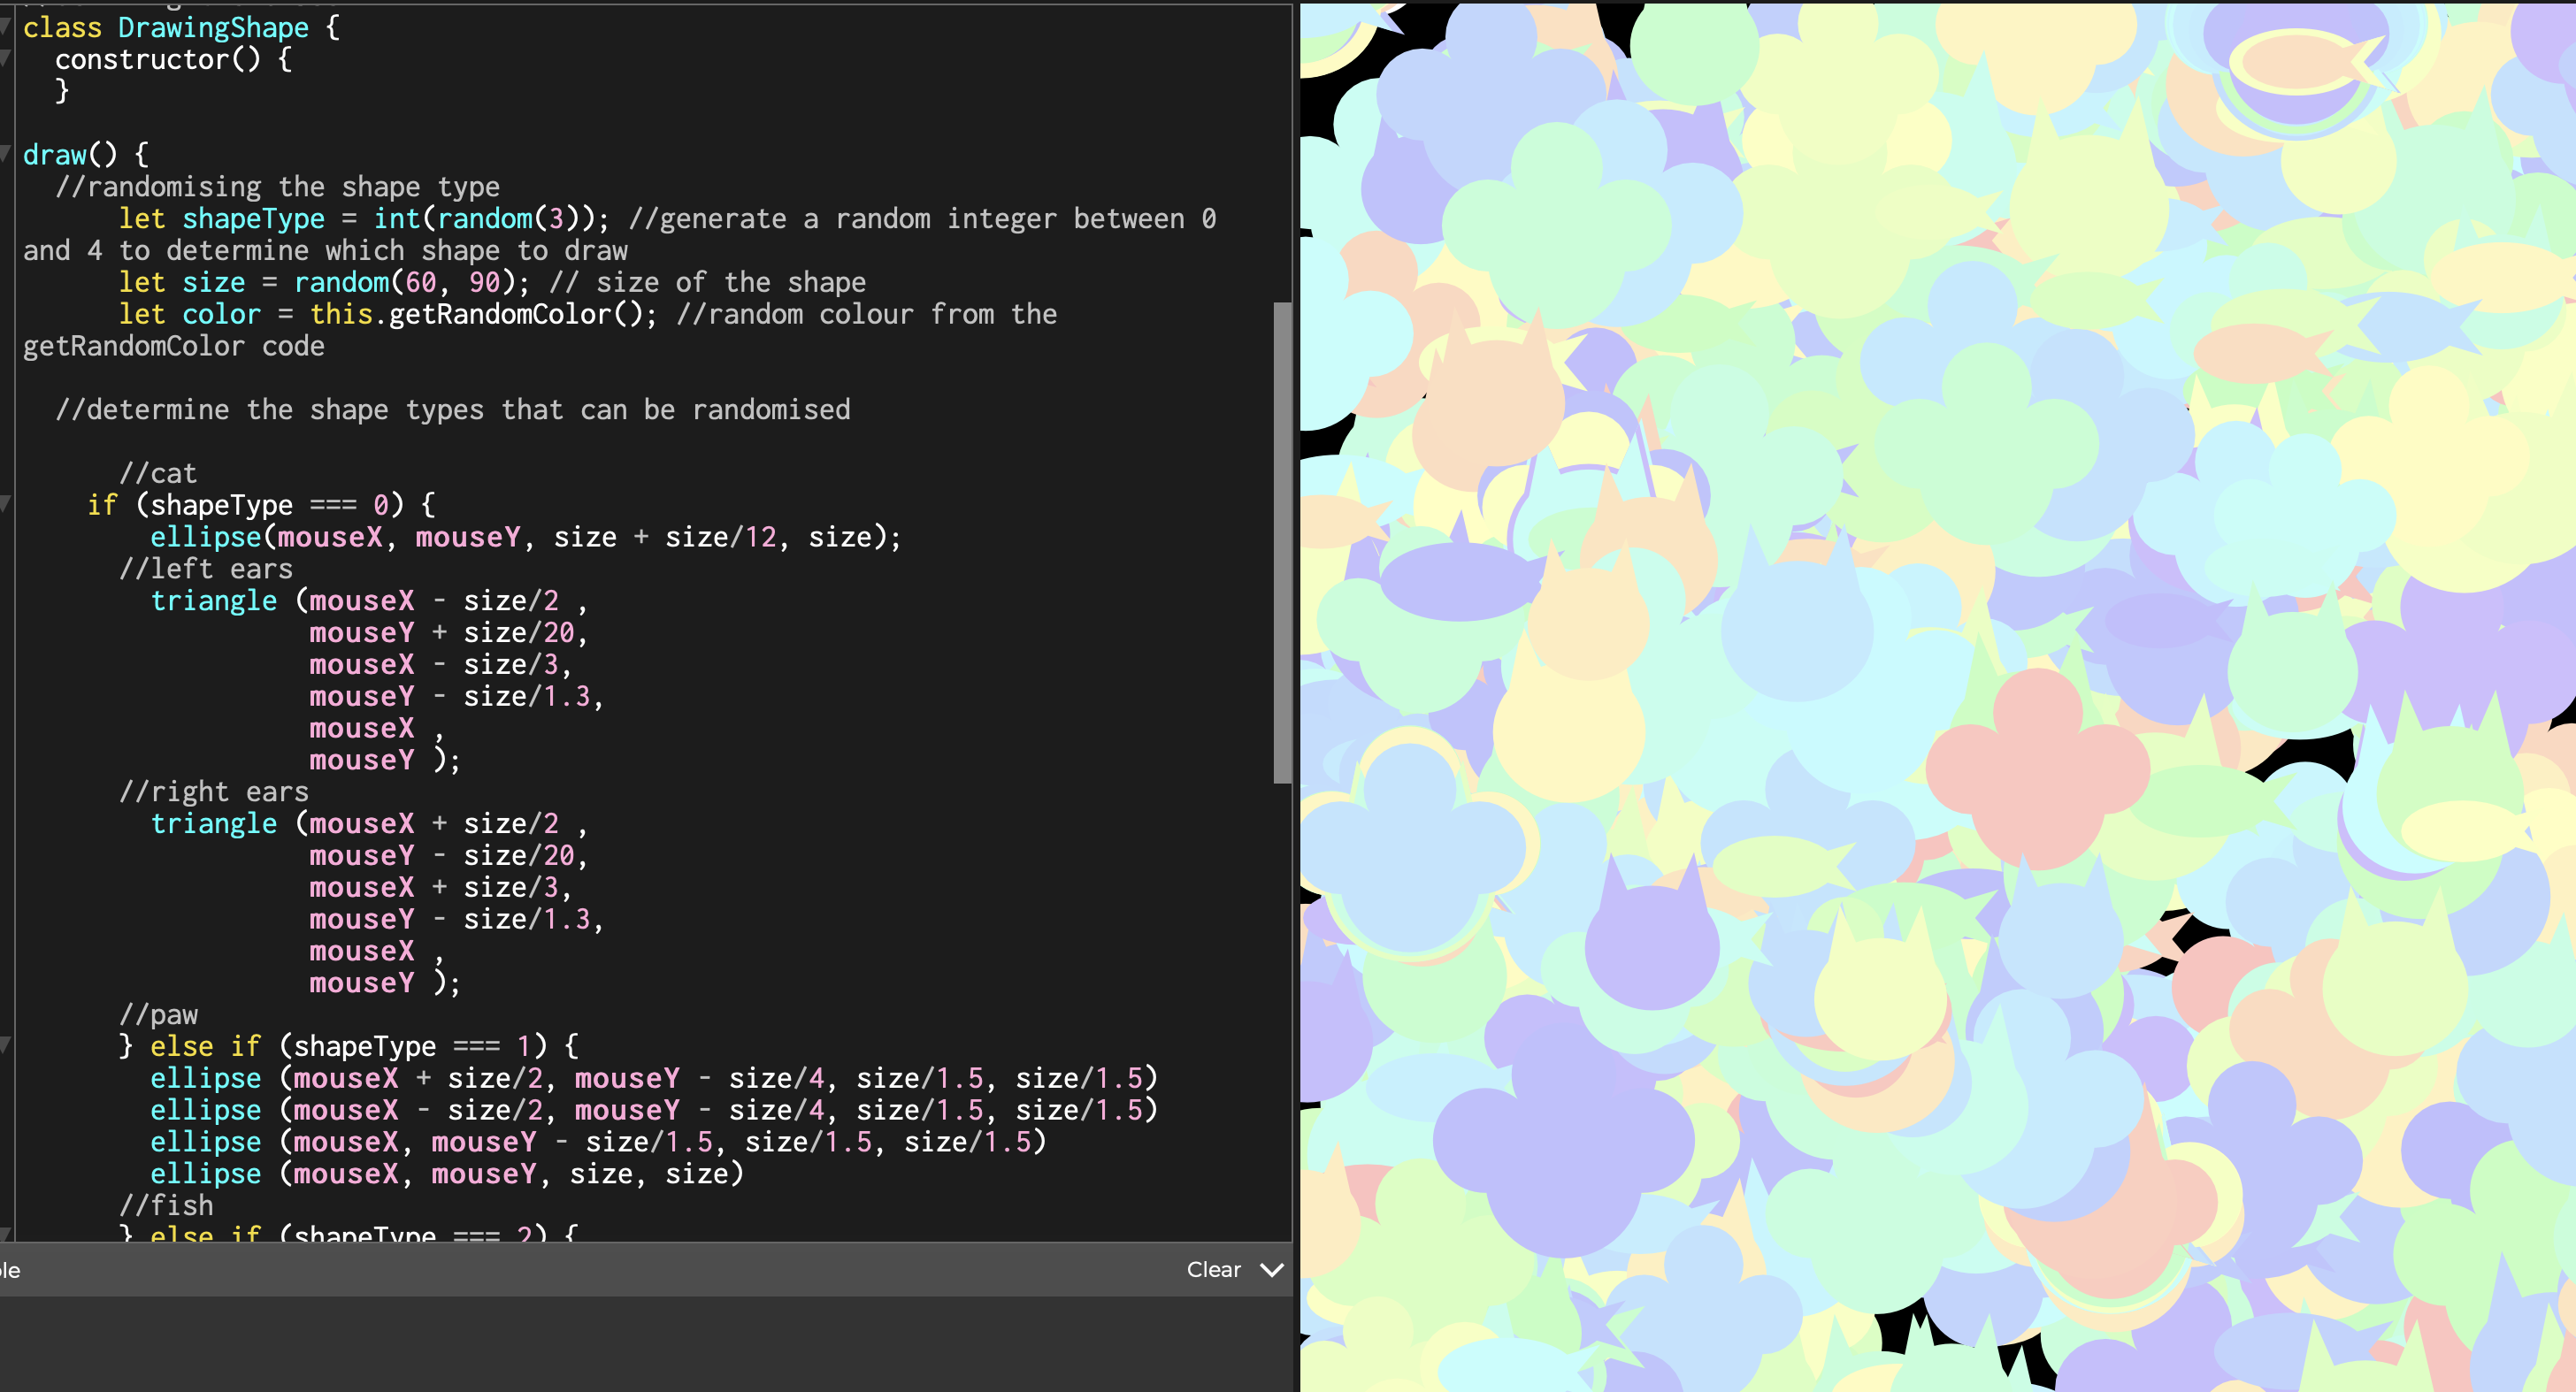 class DrawingShape {
constructor() {
}
draw() {
//randomising the shape type
let shapeType = int(random(3)); //generate a random integer between 0
and 4 to determine which shape to draw
let size = random(60, 90); // size of the shape
let color = this.getRandomColor(); //random colour from the
getRandomColor code
//determine the shape types that can be randomised
//cat
if (shapeType === 0) {
ellipse(mouseX, mouseY, size + size/12, size);
//left ears
triangle (mouseX - size/2 ,
mouseY + size/20,
mouseX - size/3,
mouseY - size/1.3,
mouseX ,
mouseY );
//right ears
triangle (mouseX + size/2 ,
mouseY - size/20,
mouseX + size/3,
mouseY - size/1.3,
mouseX ,
mouseY );
//paw
} else if (shapeType === 1) {
ellipse (mouseX + size/2, mouseY - size/4, size/1.5, size/1.5)
ellipse (mouseX - size/2, mouseY - size/4, size/1.5, size/1.5)
ellipse (mouseX, mouseY - size/1.5, size/1.5, size/1.5)
ellipse (mouseX, mouseY, size, size)
//fish
} else if (shapeType === 2) {
Clear